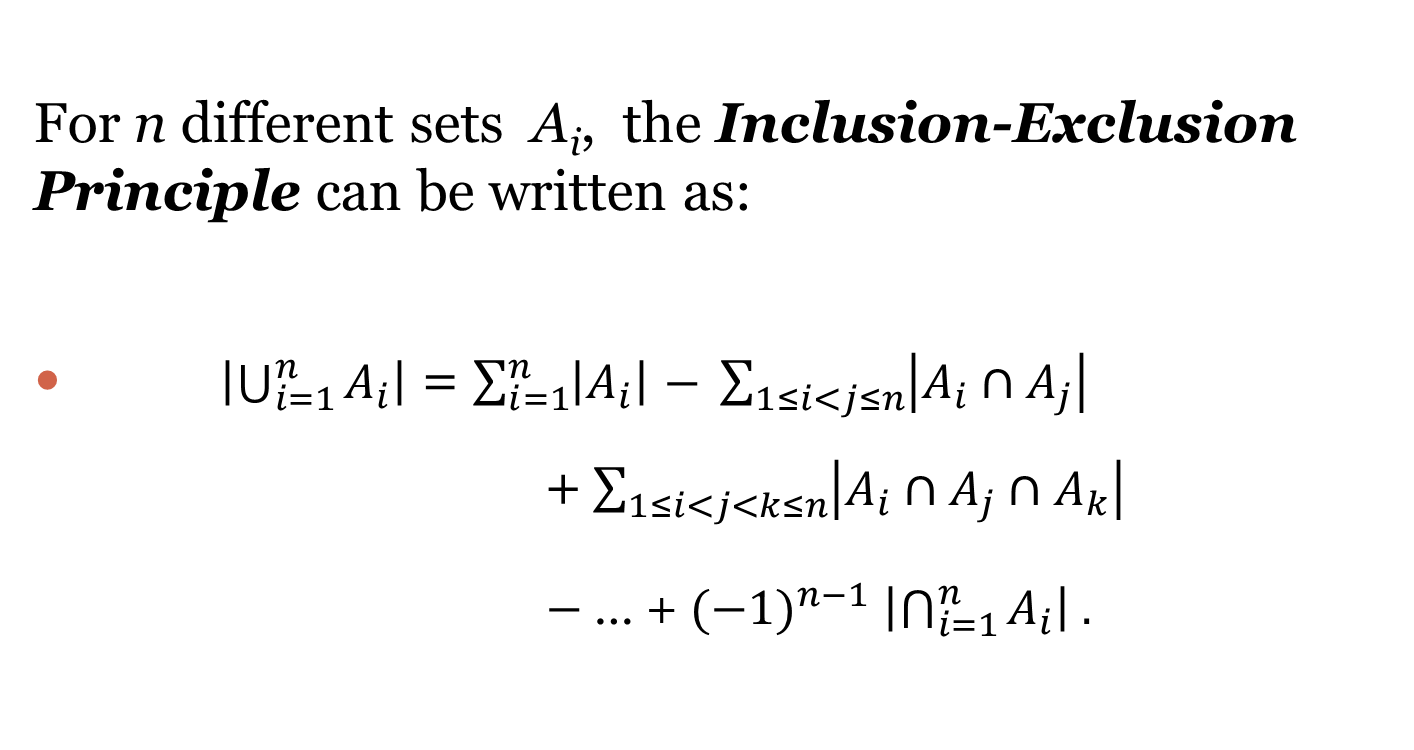 For n different sets A_i, the Inclusion-Exclusion
Principle can be written as:
• |⋃_{i=1}^{n} A_i| = ∑_{i=1}^{n}|A_i| − ∑_{1≤i<j≤n}|A_i ∩ A_j|
+ ∑_{1≤i<j<k≤n}|A_i ∩ A_j ∩ A_k|
− … + (−1)^{n−1} |⋂_{i=1}^{n} A_i| .